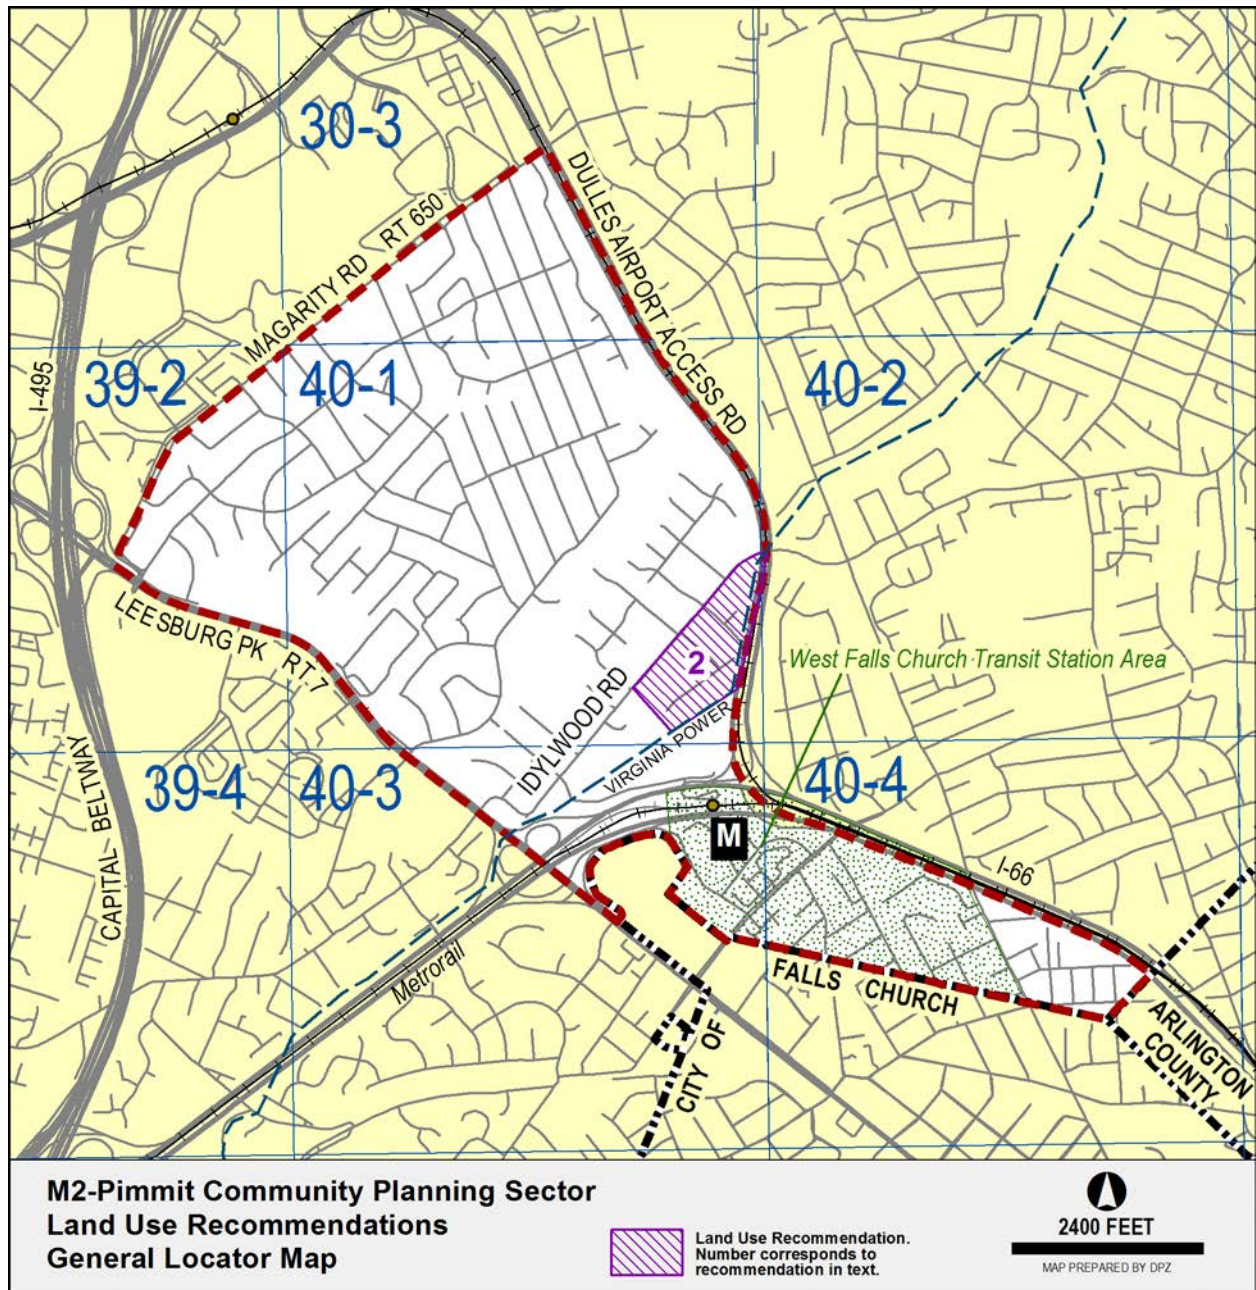 30-3
MAGARITY RD RT 650
DULLES AIRPORT ACCESS RD
I-495
39-2
40-1
40-2
LEESBURG PK RT 7
2
West Falls Church Transit Station Area
IDYLWOOD RD
VIRGINIA POWER
CAPITAL BELTWAY
39-4
40-3
40-4
M
I-66
Metrorail
FALLS CHURCH
CITY OF
ARLINGTON
COUNTY
M2-Pimmit Community Planning Sector
Land Use Recommendations
General Locator Map
Land Use Recommendation.
Number corresponds to
recommendation in text.
2400 FEET
MAP PREPARED BY DPZ